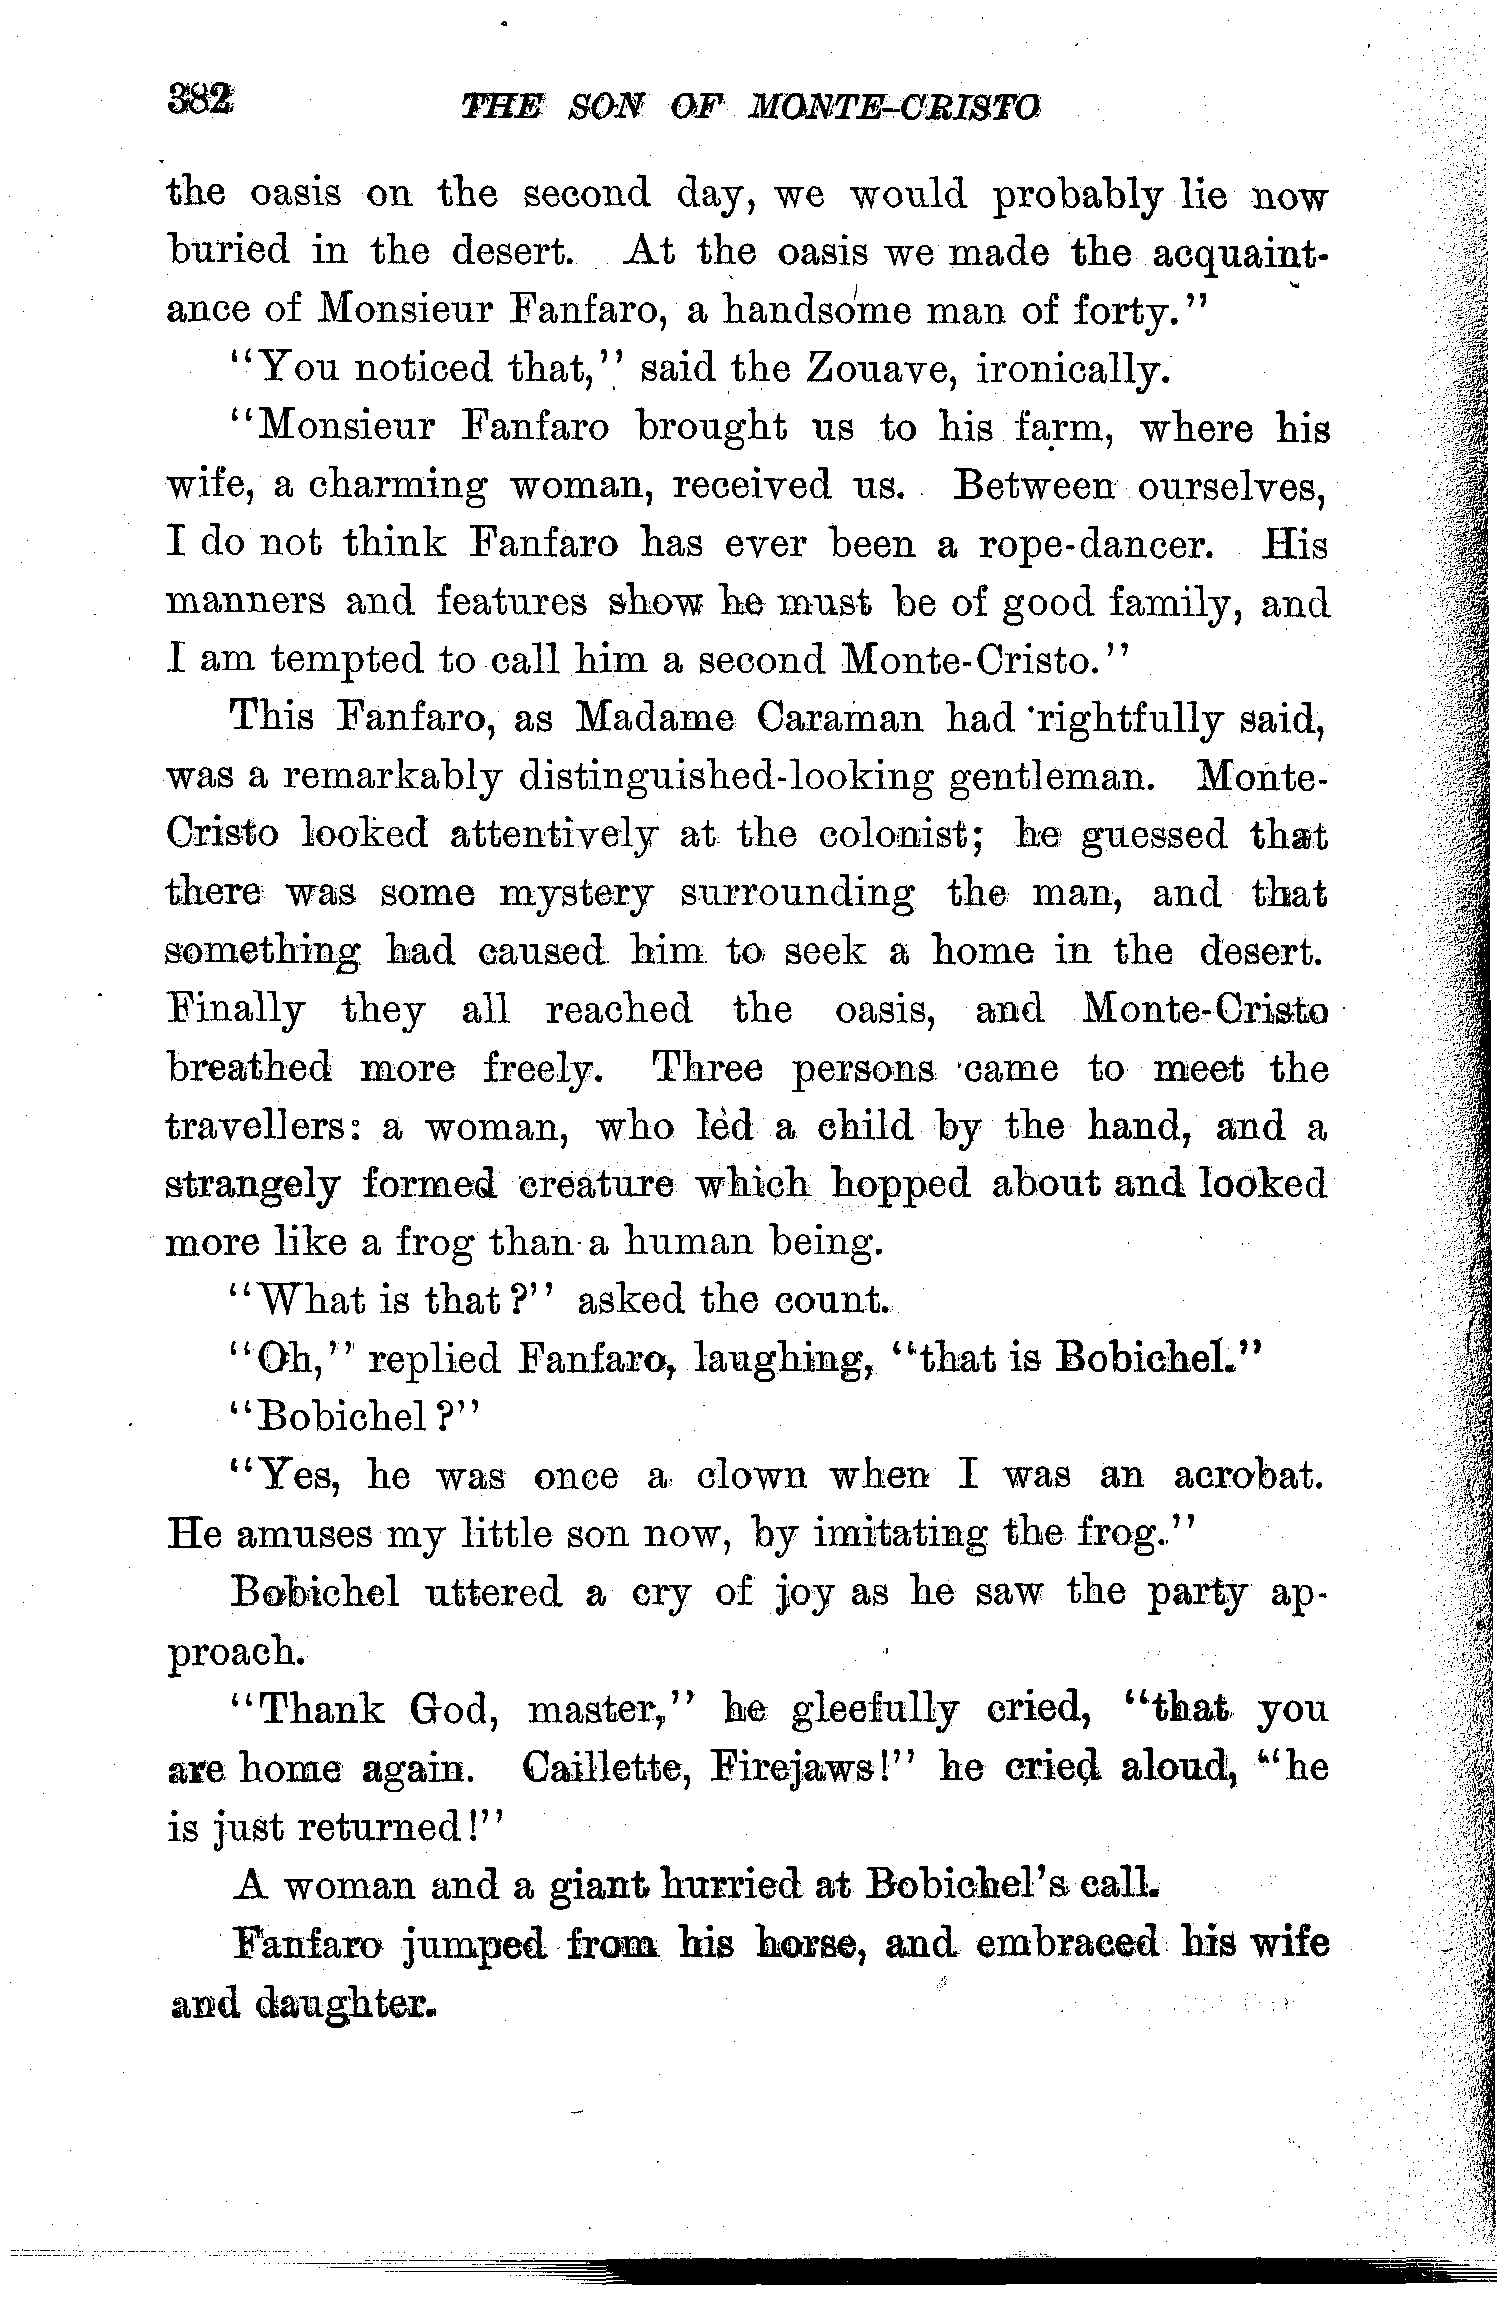 382 THE SON OF MONTE-CRISTO
the oasis on the second day, we would probably lie now
buried in the desert. At the oasis we made the acquaint-
ance of Monsieur Fanfaro, a handsome man of forty."
"You noticed that," said the Zouave, ironically.
"Monsieur Fanfaro brought us to his farm, where his
wife, a charming woman, received us. Between ourselves,
I do not think Fanfaro has ever been a rope-dancer. His
manners and features show he must be of good family, and
I am tempted to call him a second Monte-Cristo."
This Fanfaro, as Madame Caraman had rightfully said,
was a remarkably distinguished-looking gentleman. Monte-
Cristo looked attentively at the colonist; he guessed that
there was some mystery surrounding the man, and that
something had caused him to seek a home in the desert.
Finally they all reached the oasis, and Monte-Cristo
breathed more freely. Three persons came to meet the
travellers: a woman, who led a child by the hand, and a
strangely formed creature which hopped about and looked
more like a frog than a human being.
"What is that?" asked the count.
"Oh," replied Fanfaro, laughing, "that is Bobichel."
"Bobichel?"
"Yes, he was once a clown when I was an acrobat.
He amuses my little son now, by imitating the frog."
Bobichel uttered a cry of joy as he saw the party ap-
proach.
"Thank God, master," he gleefully cried, "that you
are home again. Caillette, Firejaws!" he cried aloud, "he
is just returned!"
A woman and a giant hurried at Bobichel's call.
Fanfaro jumped from his horse, and embraced his wife
and daughter.